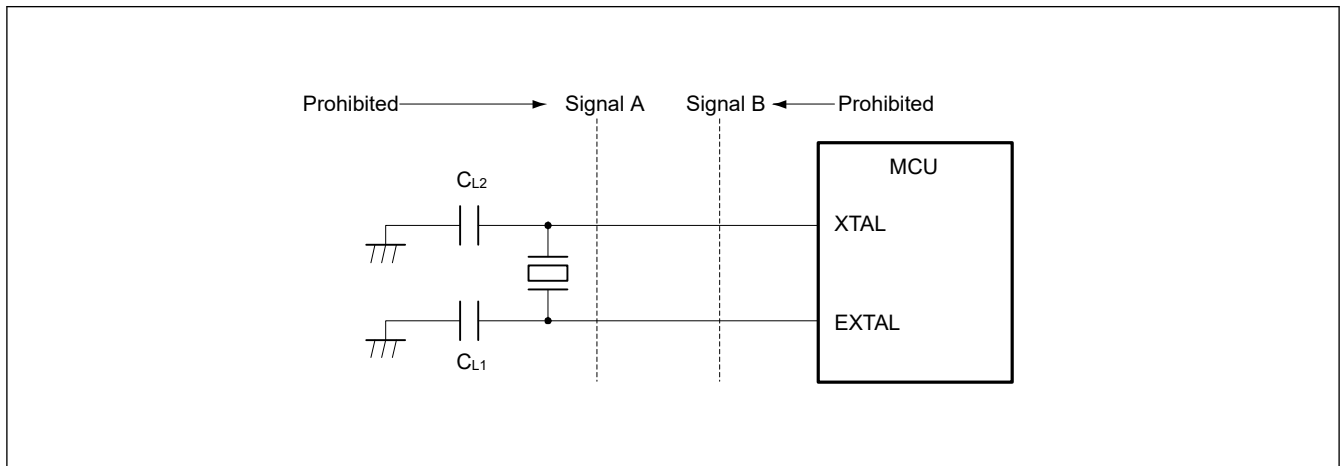 Prohibited Signal A Signal B Prohibited
MCU
CL2
XTAL
EXTAL
CL1